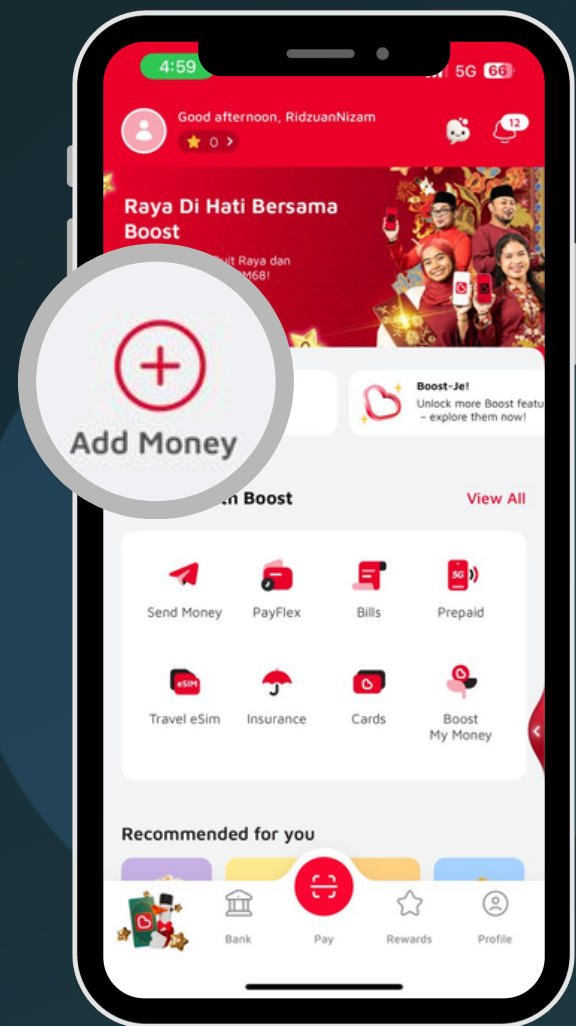 4:59
5G 66
Good afternoon, RidzuanNizam
0
12
Raya Di Hati Bersama
Boost
Raya dan
M68!
Add Money
Boost-Je!
Unlock more Boost featu
– explore them now!
Boost
View All
5G
Send Money
PayFlex
Bills
Prepaid
eSIM
Travel eSim
Insurance
Cards
Boost
My Money
Recommended for you
Bank
Pay
Rewards
Profile